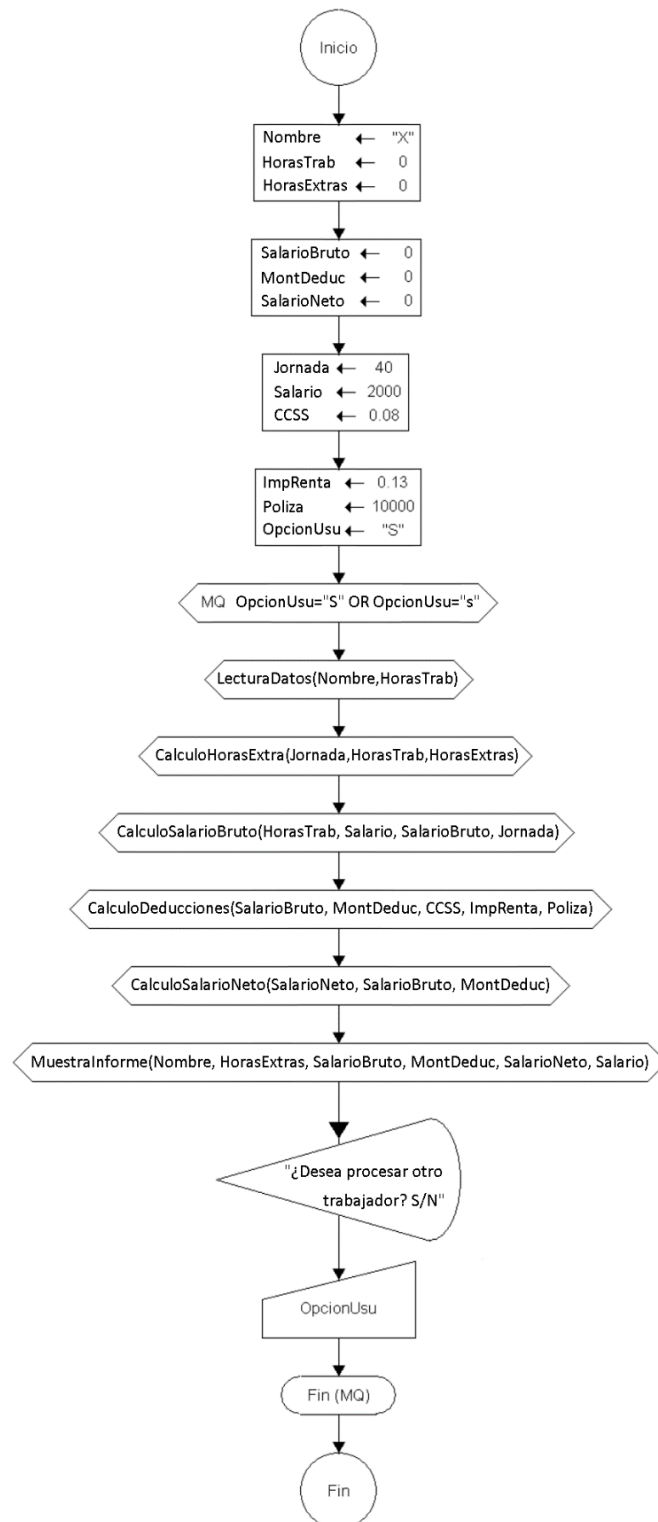 Inicio
Nombre ← "X"
HorasTrab ← 0
HorasExtras ← 0
SalarioBruto ← 0
MontDeduc ← 0
SalarioNeto ← 0
Jornada ← 40
Salario ← 2000
CCSS ← 0.08
ImpRenta ← 0.13
Poliza ← 10000
OpcionUsu ← "S"
MQ OpcionUsu="S" OR OpcionUsu="s"
LecturaDatos(Nombre,HorasTrab)
CalculoHorasExtra(Jornada,HorasTrab,HorasExtras)
CalculoSalarioBruto(HorasTrab, Salario, SalarioBruto, Jornada)
CalculoDeducciones(SalarioBruto, MontDeduc, CCSS, ImpRenta, Poliza)
CalculoSalarioNeto(SalarioNeto, SalarioBruto, MontDeduc)
MuestraInforme(Nombre, HorasExtras, SalarioBruto, MontDeduc, SalarioNeto, Salario)
"¿Desea procesar otro
trabajador? S/N"
OpcionUsu
Fin (MQ)
Fin